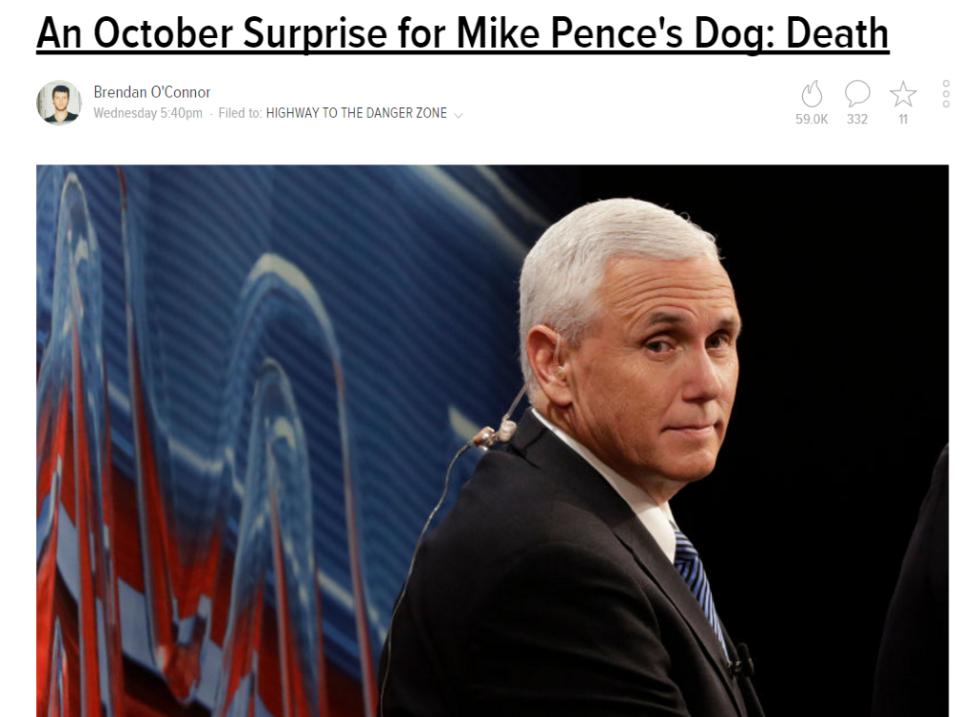 An October Surprise for Mike Pence's Dog: Death
Brendan O'Connor
Wednesday 5:40pm · Filed to: HIGHWAY TO THE DANGER ZONE
59.0K 332 11